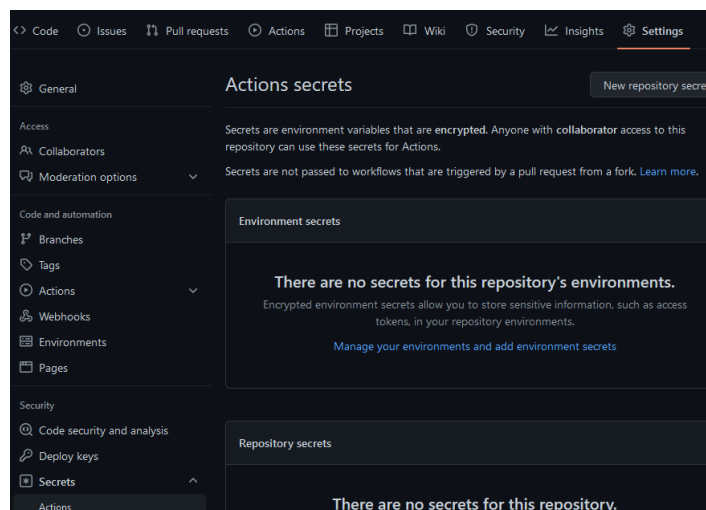 Code Issues Pull requests Actions Projects Wiki Security Insights Settings
General
Access
Collaborators
Moderation options
Code and automation
Branches
Tags
Actions
Webhooks
Environments
Pages
Security
Code security and analysis
Deploy keys
Secrets
Actions
Actions secrets
New repository secre
Secrets are environment variables that are encrypted. Anyone with collaborator access to this
repository can use these secrets for Actions.
Secrets are not passed to workflows that are triggered by a pull request from a fork. Learn more.
Environment secrets
There are no secrets for this repository's environments.
Encrypted environment secrets allow you to store sensitive information, such as access
tokens, in your repository environments.
Manage your environments and add environment secrets
Repository secrets
There are no secrets for this repository.